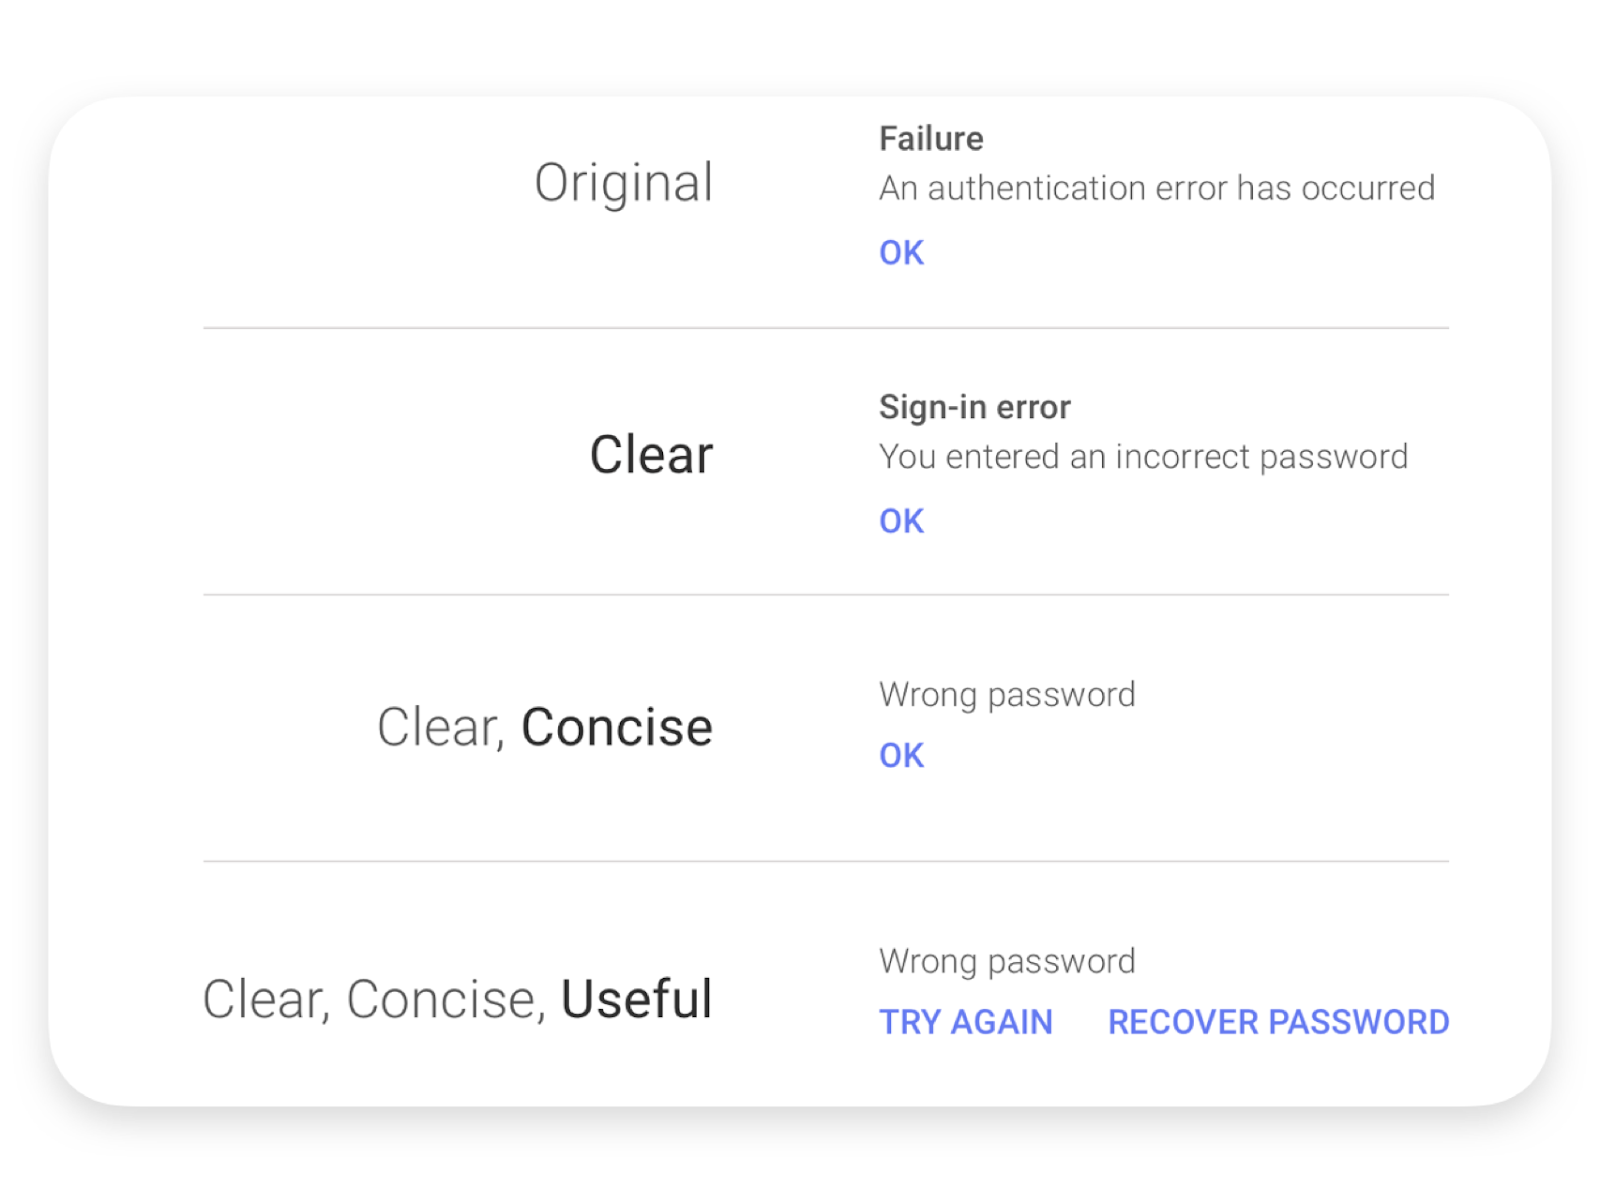 Original
Failure
An authentication error has occurred
OK
Clear
Sign-in error
You entered an incorrect password
OK
Clear, Concise
Wrong password
OK
Clear, Concise, Useful
Wrong password
TRY AGAIN RECOVER PASSWORD